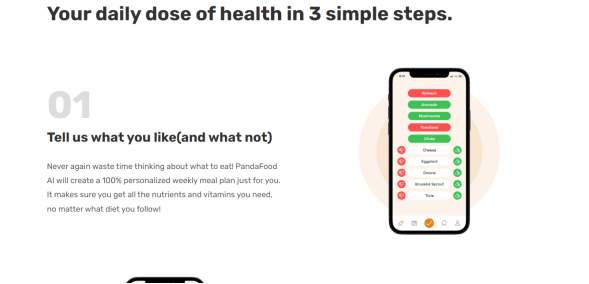 Your daily dose of health in 3 simple steps.
01
Tell us what you like(and what not)
Never again waste time thinking about what to eat! PandaFood
AI will create a 100% personalized weekly meal plan just for you.
It makes sure you get all the nutrients and vitamins you need,
no matter what diet you follow!
Spinach
Avocado
Mushrooms
Tomatoes
Olives
Cheese
Eggplant
Onions
Brussels Sprout
Tuna